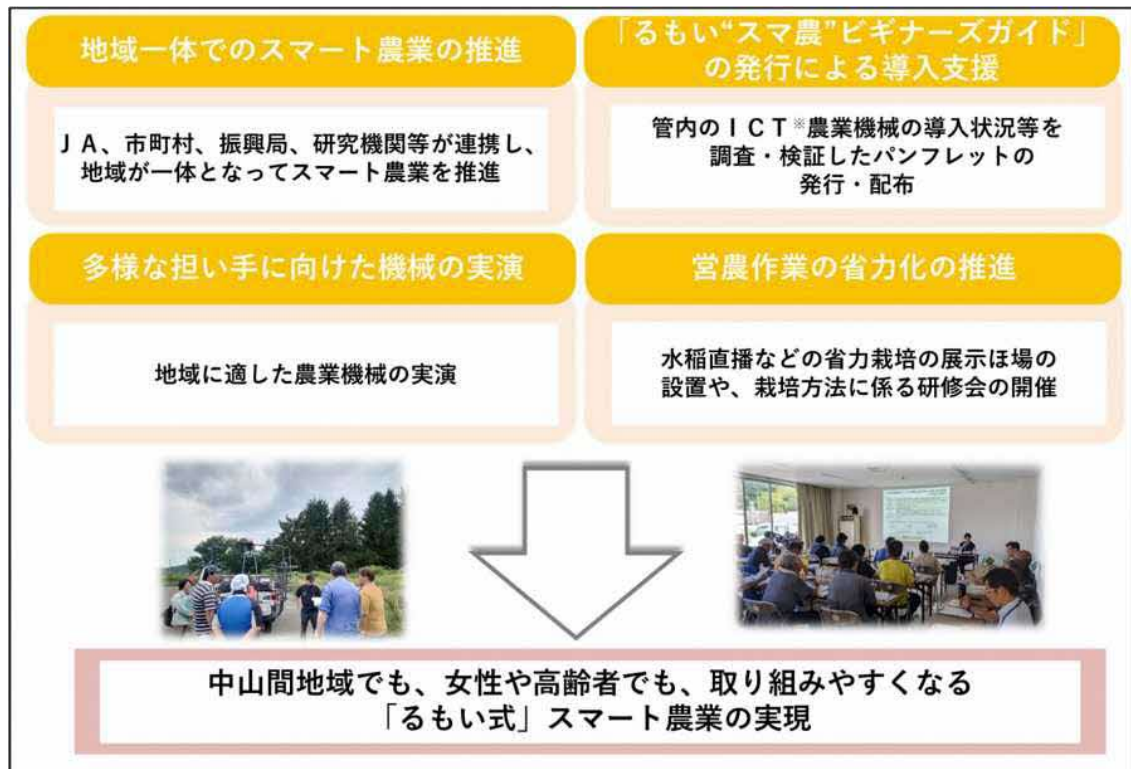 地域一体でのスマート農業の推進
ＪＡ、市町村、振興局、研究機関等が連携し、
地域が一体となってスマート農業を推進
「るもい“スマ農”ビギナーズガイド」
の発行による導入支援
管内のＩＣＴ※農業機械の導入状況等を
調査・検証したパンフレットの
発行・配布
多様な担い手に向けた機械の実演
地域に適した農業機械の実演
営農作業の省力化の推進
水稲直播などの省力栽培の展示ほ場の
設置や、栽培方法に係る研修会の開催
中山間地域でも、女性や高齢者でも、取り組みやすくなる
「るもい式」スマート農業の実現